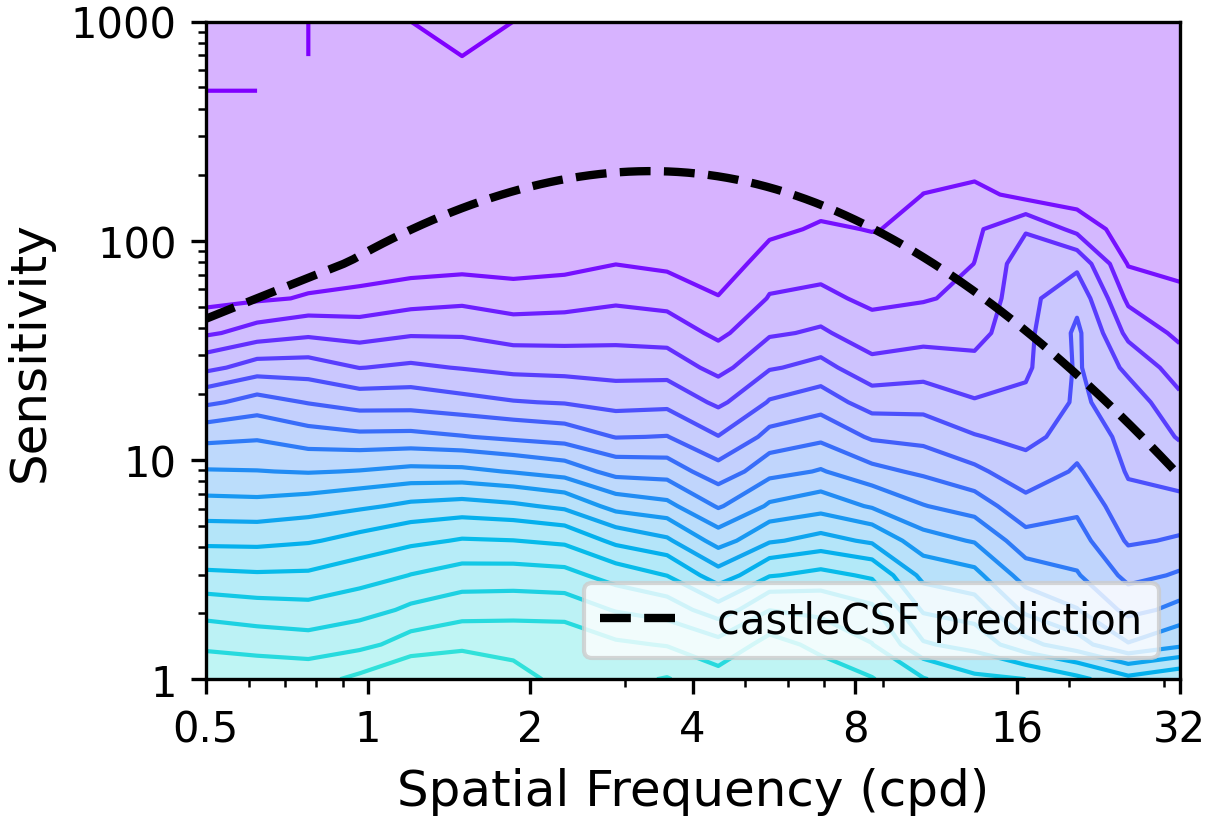 1000
100
10
1
Sensitivity
castleCSF prediction
0.5 1 2 4 8 16 32
Spatial Frequency (cpd)